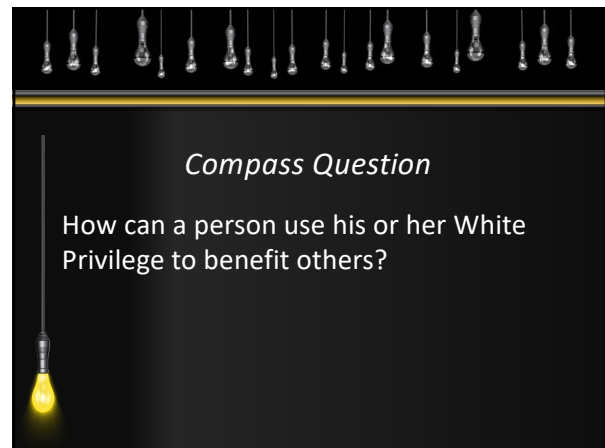 Compass Question
How can a person use his or her White
Privilege to benefit others?